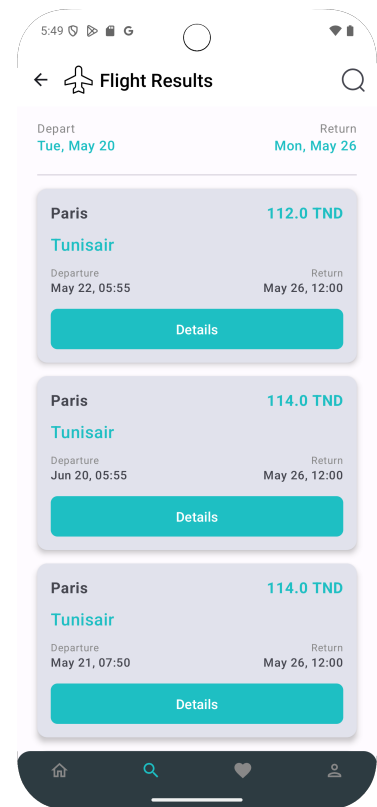 5:49
Flight Results
Depart Return
Tue, May 20 Mon, May 26
Paris 112.0 TND
Tunisair
Departure Return
May 22, 05:55 May 26, 12:00
Details
Paris 114.0 TND
Tunisair
Departure Return
Jun 20, 05:55 May 26, 12:00
Details
Paris 114.0 TND
Tunisair
Departure Return
May 21, 07:50 May 26, 12:00
Details